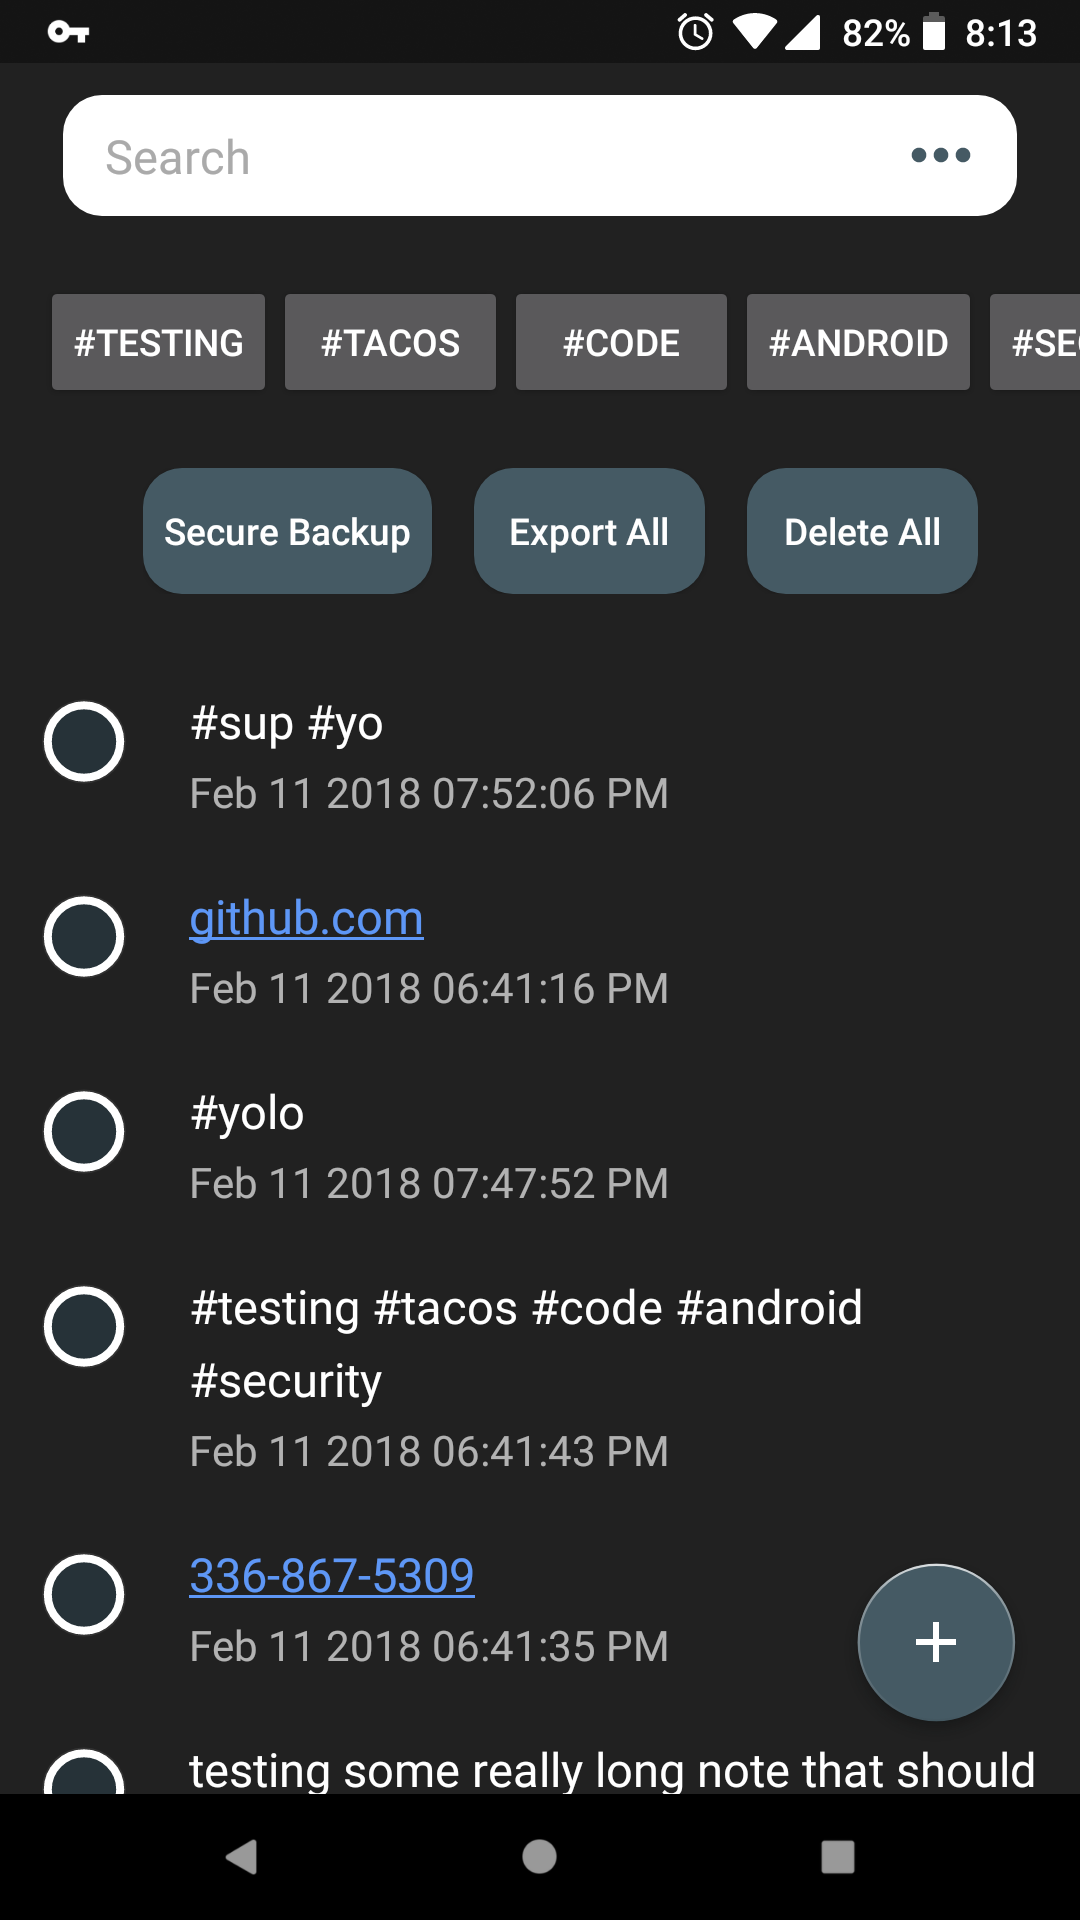 82% 8:13
Search
#TESTING #TACOS #CODE #ANDROID
Secure Backup Export All Delete All
#sup #yo
Feb 11 2018 07:52:06 PM
github.com
Feb 11 2018 06:41:16 PM
#yolo
Feb 11 2018 07:47:52 PM
#testing #tacos #code #android
#security
Feb 11 2018 06:41:43 PM
336-867-5309
Feb 11 2018 06:41:35 PM
testing some really long note that should